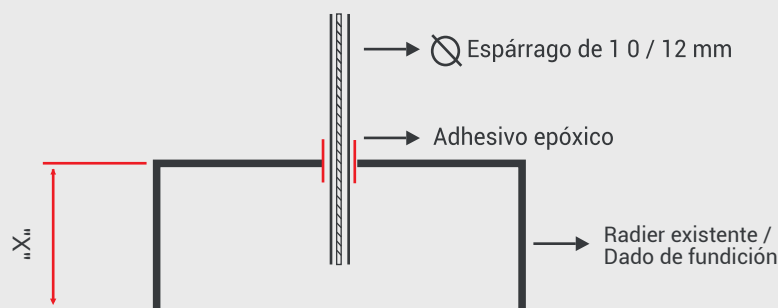 Espárrago de 1 0 / 12 mm
Adhesivo epóxico
"X"
Radier existente /
Dado de fundición